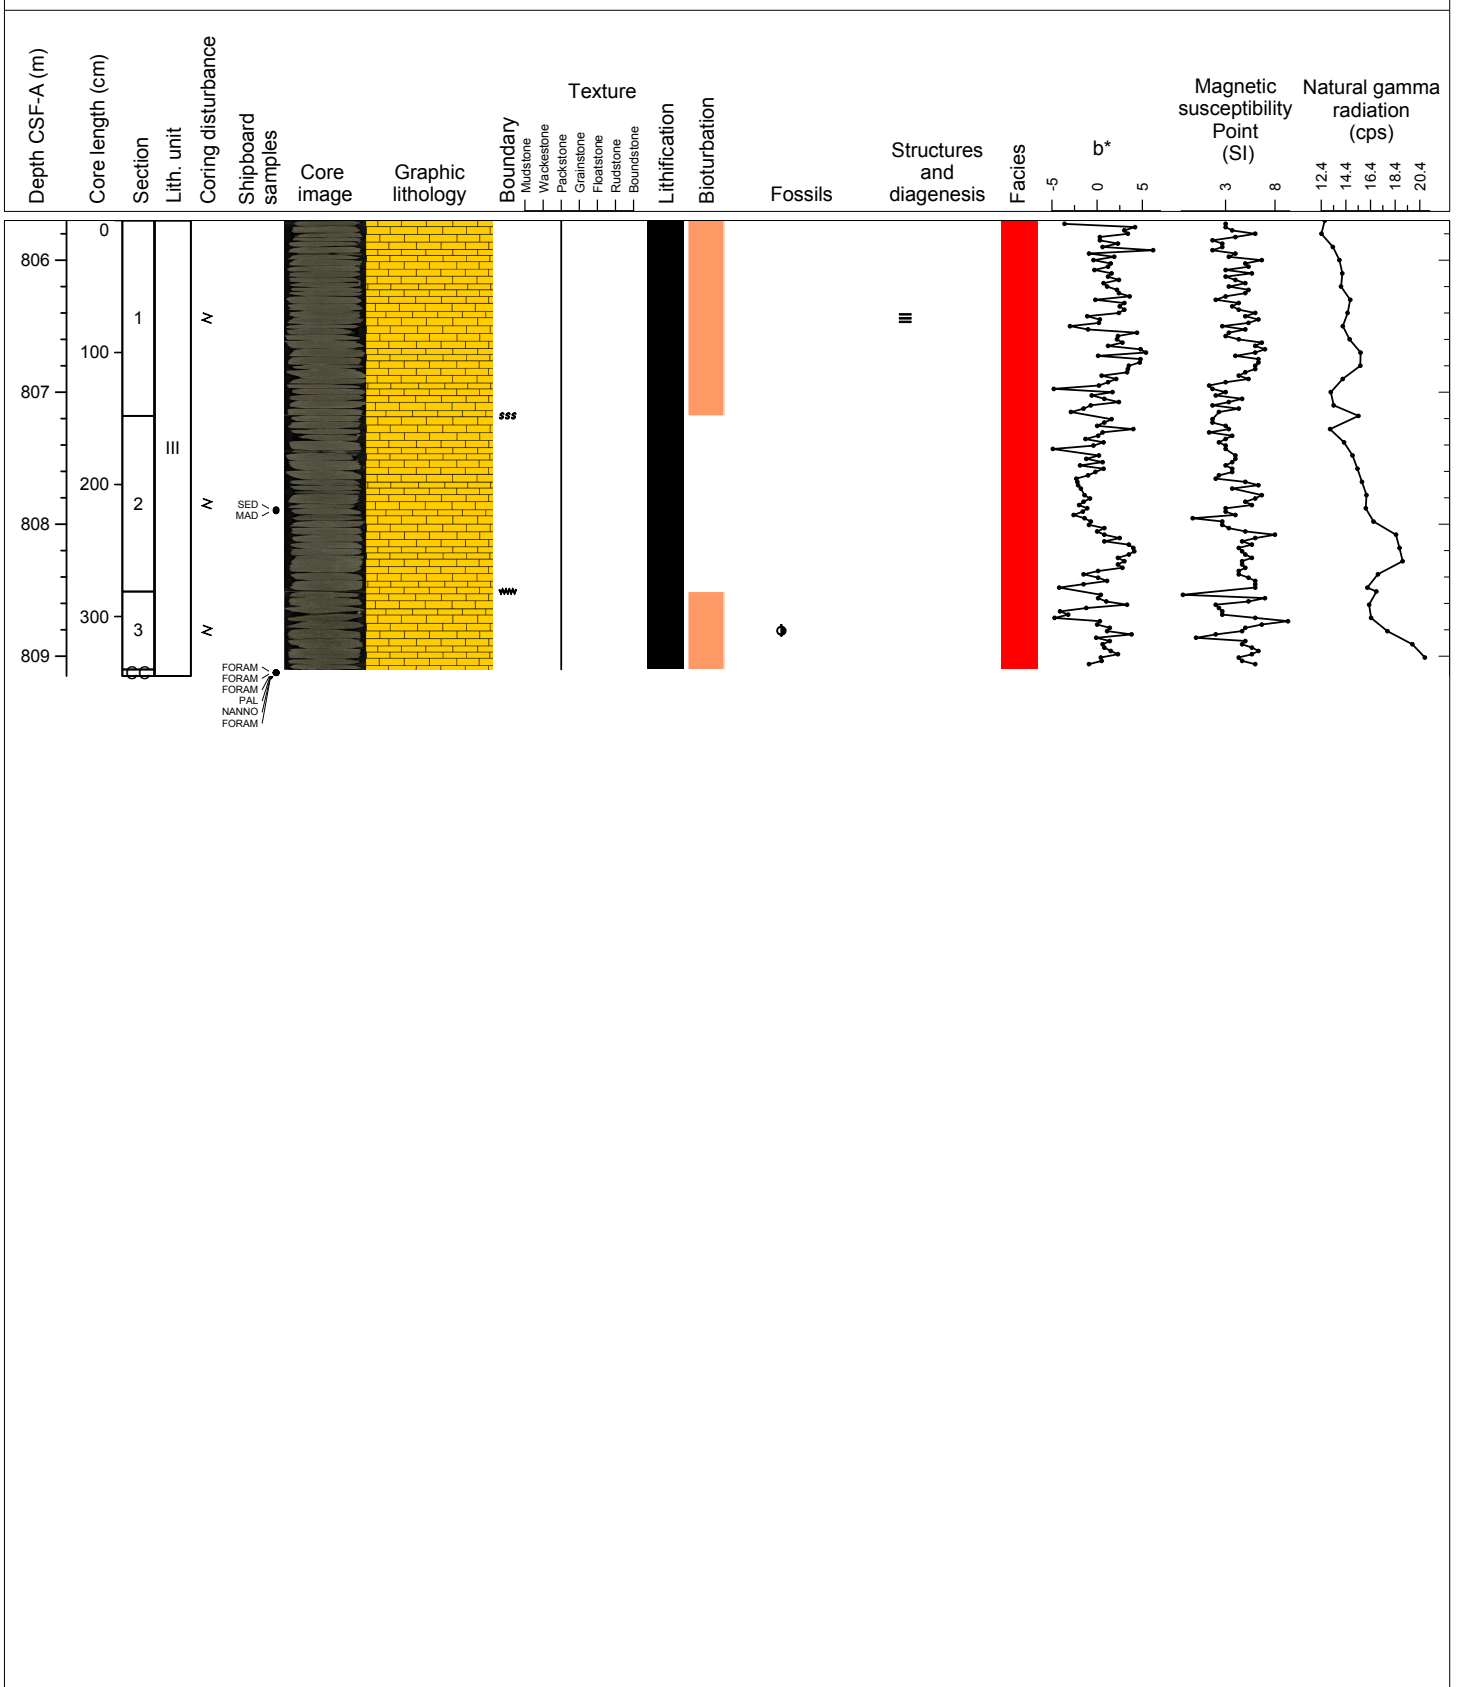 Depth CSF-A (m)
Core length (cm)
Section
Lith. unit
Coring disturbance
Shipboard
samples
Core
image
Graphic
lithology
Boundary
Texture
Mudstone
Wackestone
Packstone
Grainstone
Floatstone
Rudstone
Boundstone
Lithification
Bioturbation
Fossils
Structures
and
diagenesis
Facies
b*
-5 0 5
Magnetic
susceptibility
Point
(SI)
3 8
Natural gamma
radiation
(cps)
12.4 14.4 16.4 18.4 20.4
0
806
1
100
807
sss
III
200
2
SED
MAD
808
300
3
809
CC
FORAM
FORAM
FORAM
PAL
NANNO
FORAM